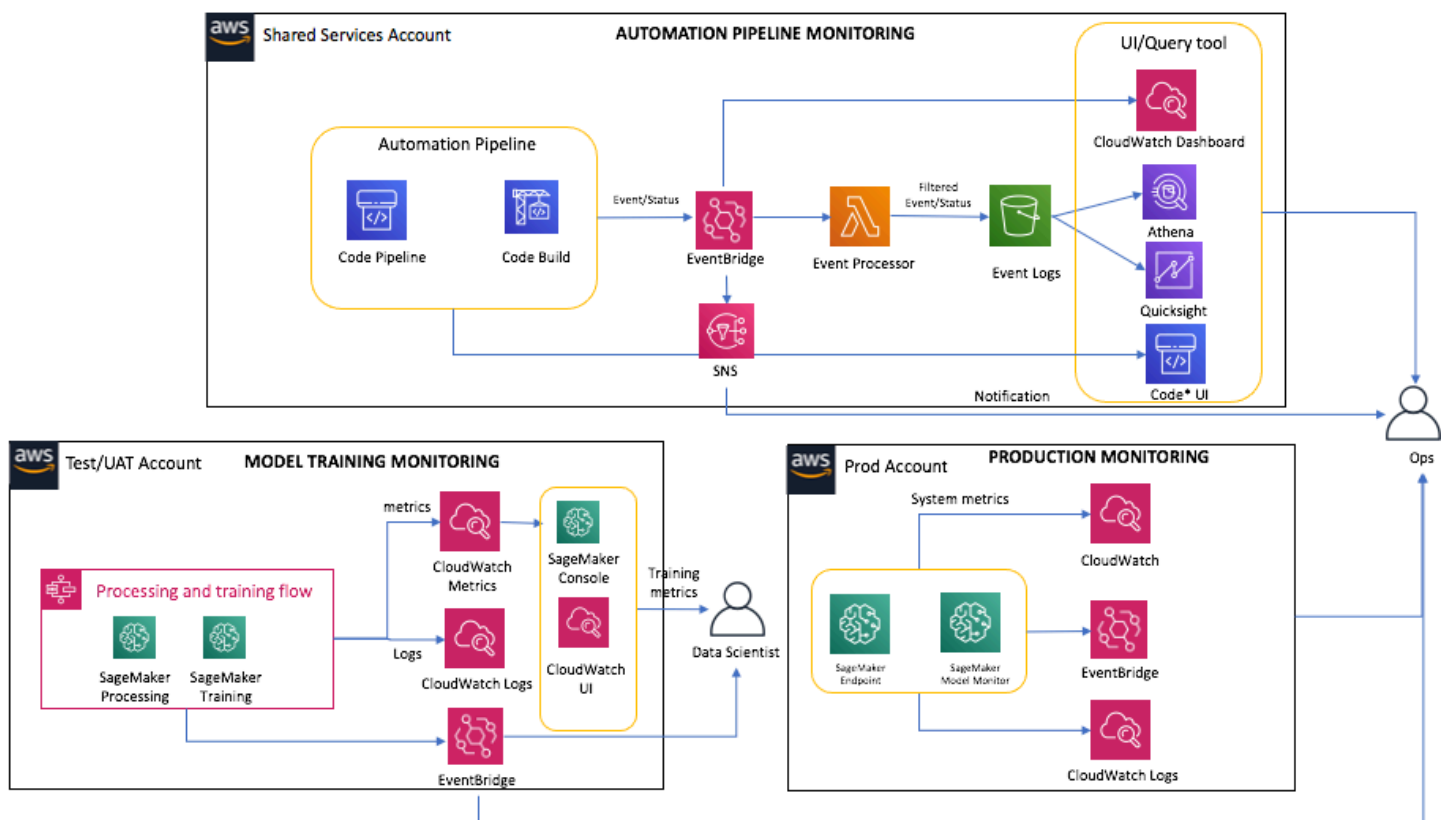 aws
Shared Services Account
AUTOMATION PIPELINE MONITORING
UI/Query tool
CloudWatch Dashboard
Automation Pipeline
Code Pipeline
Code Build
Event/Status
EventBridge
Event Processor
Filtered
Event/Status
Event Logs
Athena
Quicksight
SNS
Code* UI
Notification
Ops
aws
Test/UAT Account
MODEL TRAINING MONITORING
metrics
CloudWatch
Metrics
SageMaker
Console
Processing and training flow
SageMaker
Processing
SageMaker
Training
Logs
CloudWatch Logs
CloudWatch
UI
Training
metrics
Data Scientist
EventBridge
aws
Prod Account
PRODUCTION MONITORING
System metrics
CloudWatch
SageMaker
Endpoint
SageMaker
Model Monitor
EventBridge
CloudWatch Logs